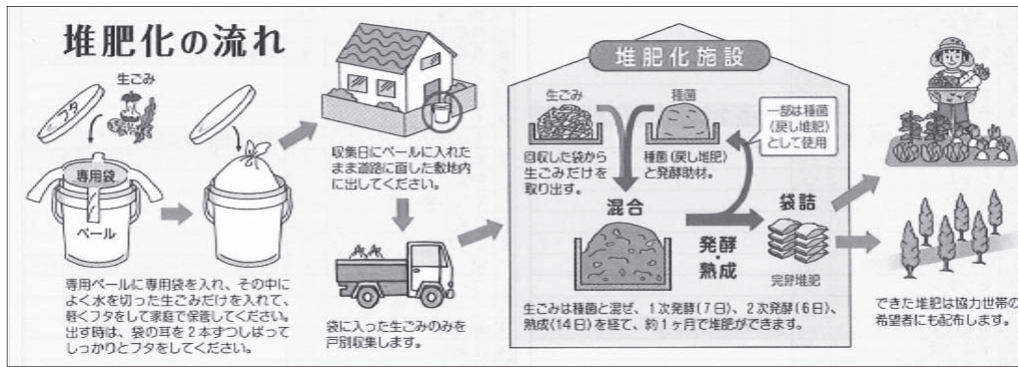 堆肥化の流れ
生ごみ
フタ
専用袋
ペール
専用ペールに専用袋を入れ、その中に
よく水を切った生ごみだけを入れて、
軽くフタをして家庭で保管してください。
出す時は、袋の耳を2本ずつしばって
しっかりとフタをしてください。
収集日にペールに入れた
まま道路に面した敷地内
に出してください。
袋に入った生ごみのみを
戸別収集します。
堆肥化施設
生ごみ
回収した袋から
生ごみだけを
取り出す。
種菌
種菌(戻し堆肥)
と発酵助材。
一部は種菌
(戻し堆肥)
として使用
混合
発酵
・
熟成
袋詰
完熟堆肥
生ごみは種菌と混ぜ、1次発酵(7日)、2次発酵(6日)、
熟成(14日)を経て、約1ヶ月で堆肥ができます。
できた堆肥は協力世帯の
希望者にも配布します。